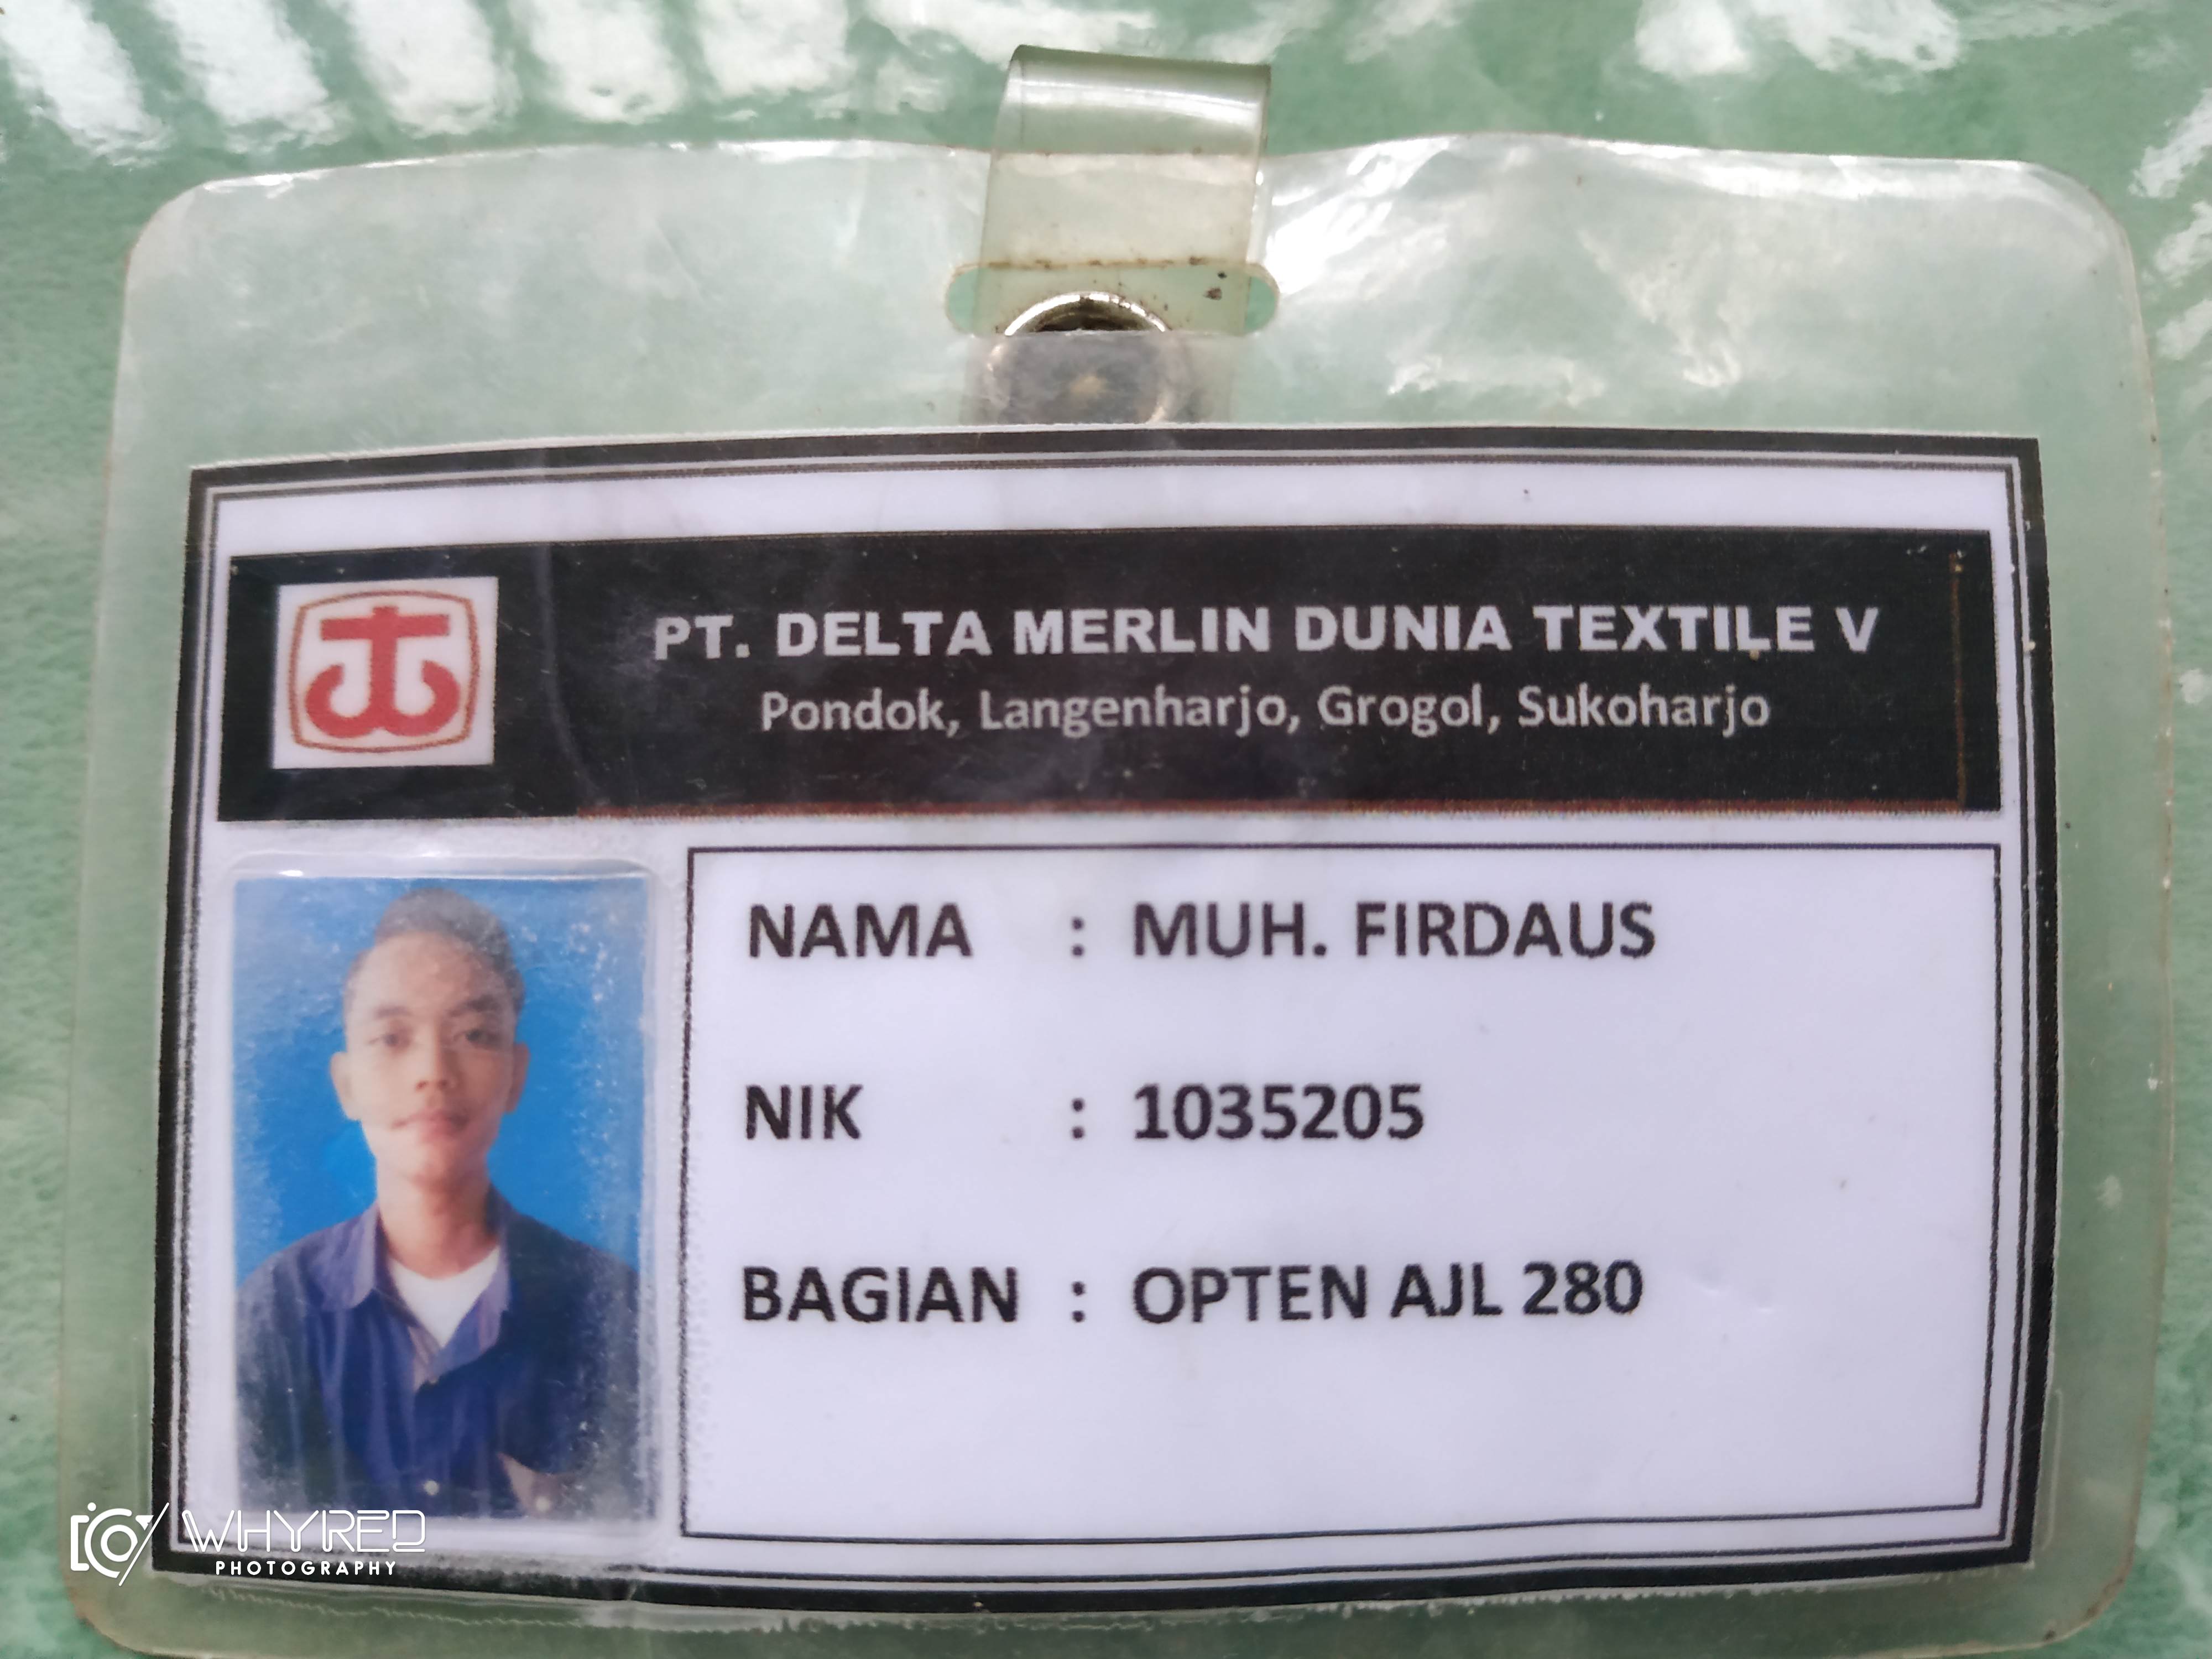 PT. DELTA MERLIN DUNIA TEXTILE V
Pondok, Langenharjo, Grogol, Sukoharjo
NAMA : MUH. FIRDAUS
NIK : 1035205
BAGIAN : OPTEN AJL 280
WHYRED
PHOTOGRAPHY